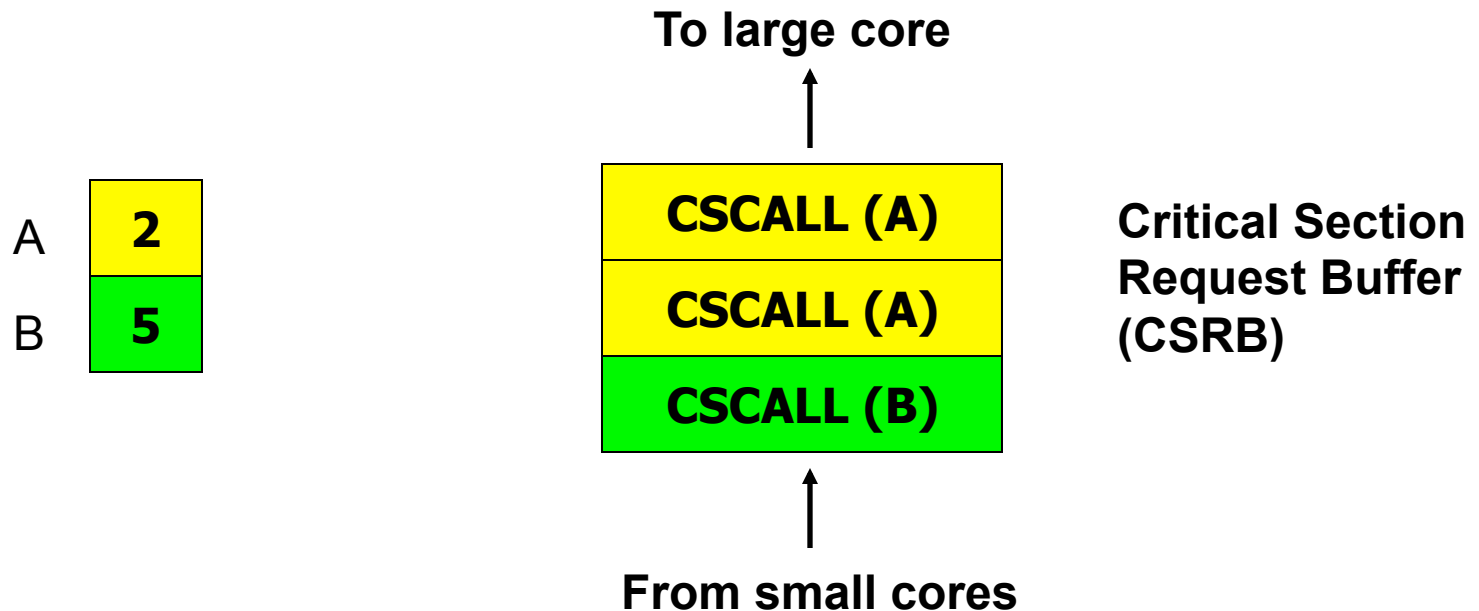 To large core
A
2
B
5
CSCALL (A)
CSCALL (A)
CSCALL (B)
Critical Section
Request Buffer
(CSRB)
From small cores